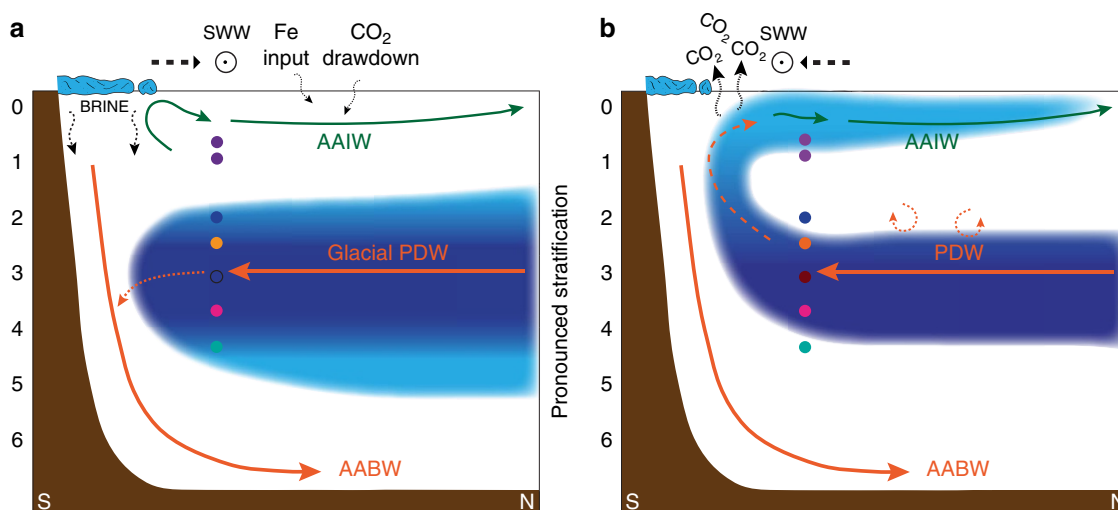 a
SWW
Fe
input
CO2
drawdown
BRINE
AAIW
0
1
2
3
4
5
6
Glacial PDW
AABW
S
N
Pronounced stratification
b
CO2
CO2
CO2
SWW
AAIW
0
1
2
3
4
5
6
PDW
AABW
S
N